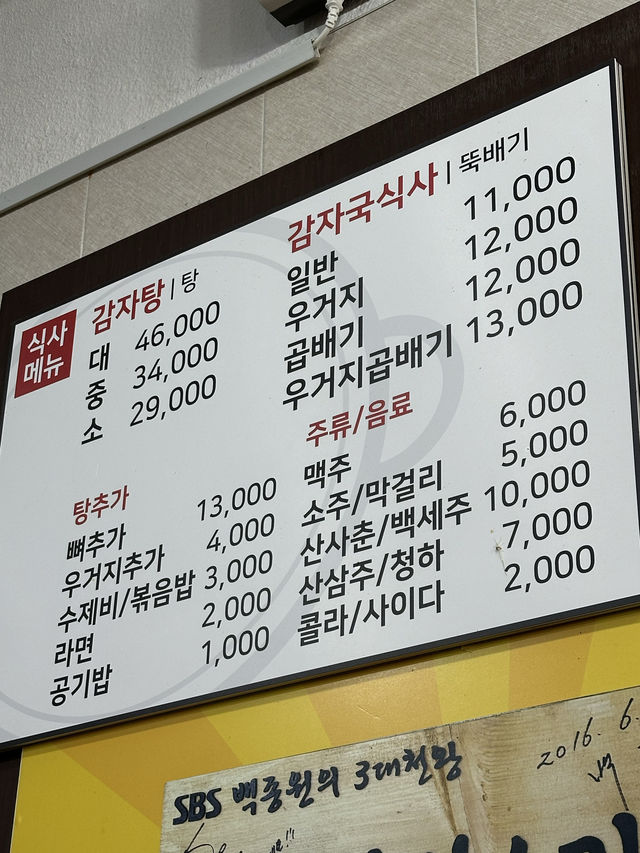 식사
메뉴
감자탕 | 탕
대 46,000
중 34,000
소 29,000
탕추가
뼈추가 13,000
우거지추가 4,000
수제비/볶음밥 3,000
라면 2,000
공기밥 1,000
감자국식사 | 뚝배기
일반 11,000
우거지 12,000
곱배기 12,000
우거지곱배기 13,000
주류/음료
맥주 6,000
소주/막걸리 5,000
산사춘/백세주 10,000
산삼주/청하 7,000
콜라/사이다 2,000
SBS 백종원의 3대천왕
2016. 6.